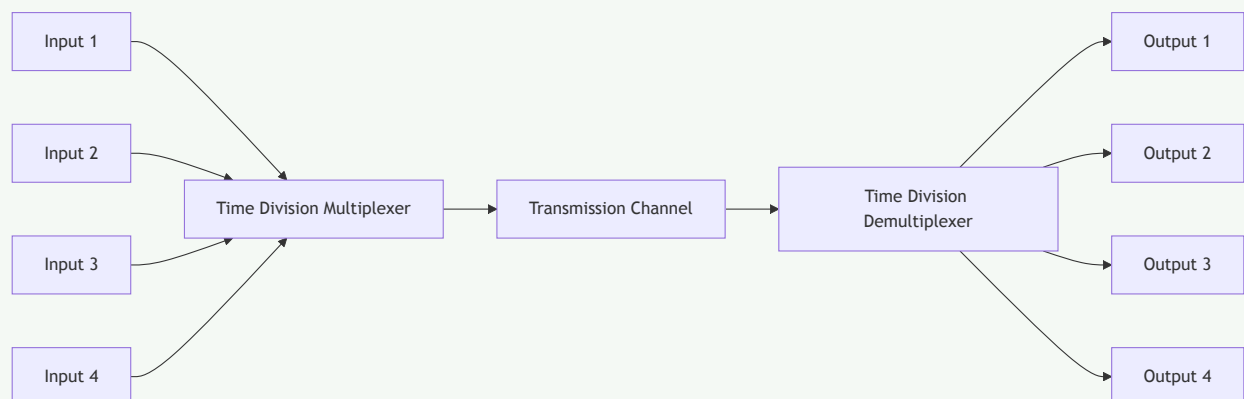 Input 1
Input 2
Input 3
Input 4
Time Division Multiplexer
Transmission Channel
Time Division
Demultiplexer
Output 1
Output 2
Output 3
Output 4